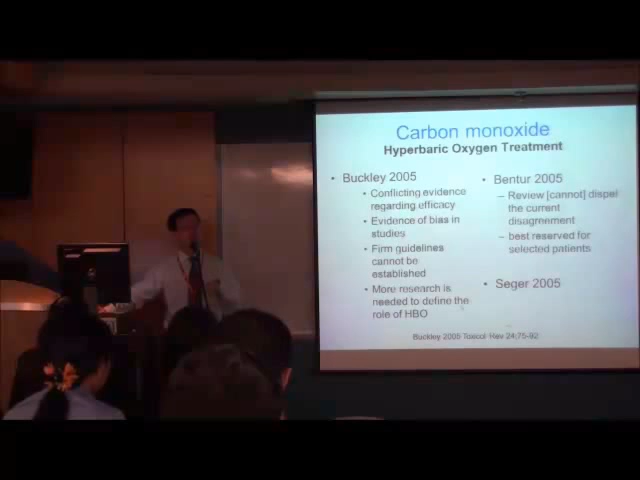 Carbon monoxide
Hyperbaric Oxygen Treatment
• Buckley 2005
• Conflicting evidence
regarding efficacy
• Evidence of bias in
studies
• Firm guidelines
cannot be
established
• More research is
needed to define the
role of HBO
• Bentur 2005
– Review [cannot] dispel
the current
disagreement
– best reserved for
selected patients
• Seger 2005
Buckley 2005 Toxicol Rev 24:75-92